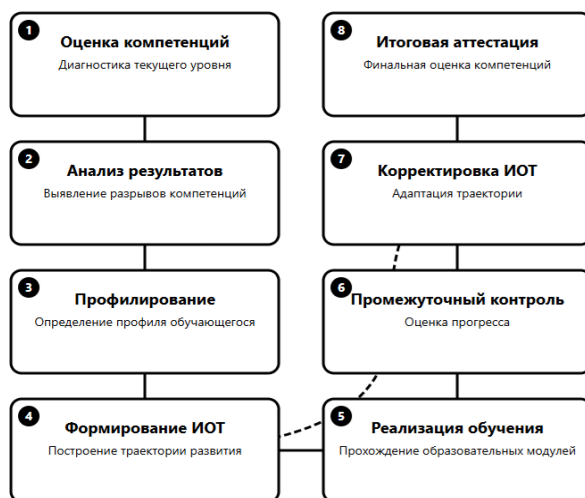 1
Оценка компетенций
Диагностика текущего уровня
2
Анализ результатов
Выявление разрывов компетенций
3
Профилирование
Определение профиля обучающегося
4
Формирование ИОТ
Построение траектории развития
5
Реализация обучения
Прохождение образовательных модулей
6
Промежуточный контроль
Оценка прогресса
7
Корректировка ИОТ
Адаптация траектории
8
Итоговая аттестация
Финальная оценка компетенций